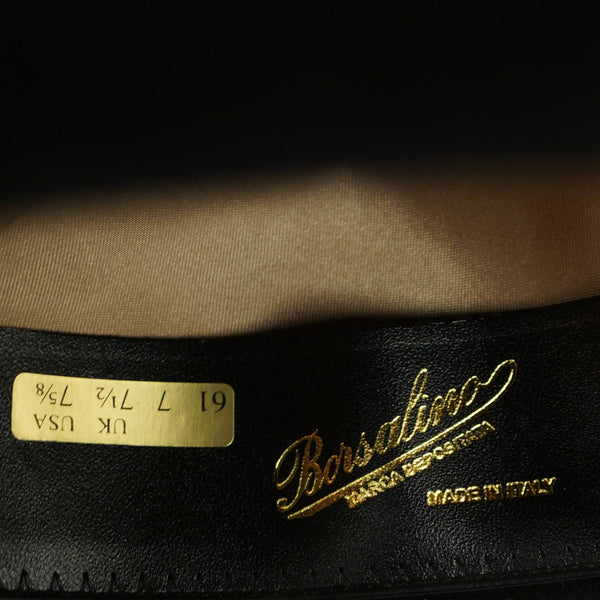 Borsalino
MARCA DEPOSITATA
MADE IN ITALY
61 7 7½ 7⅝
UK USA